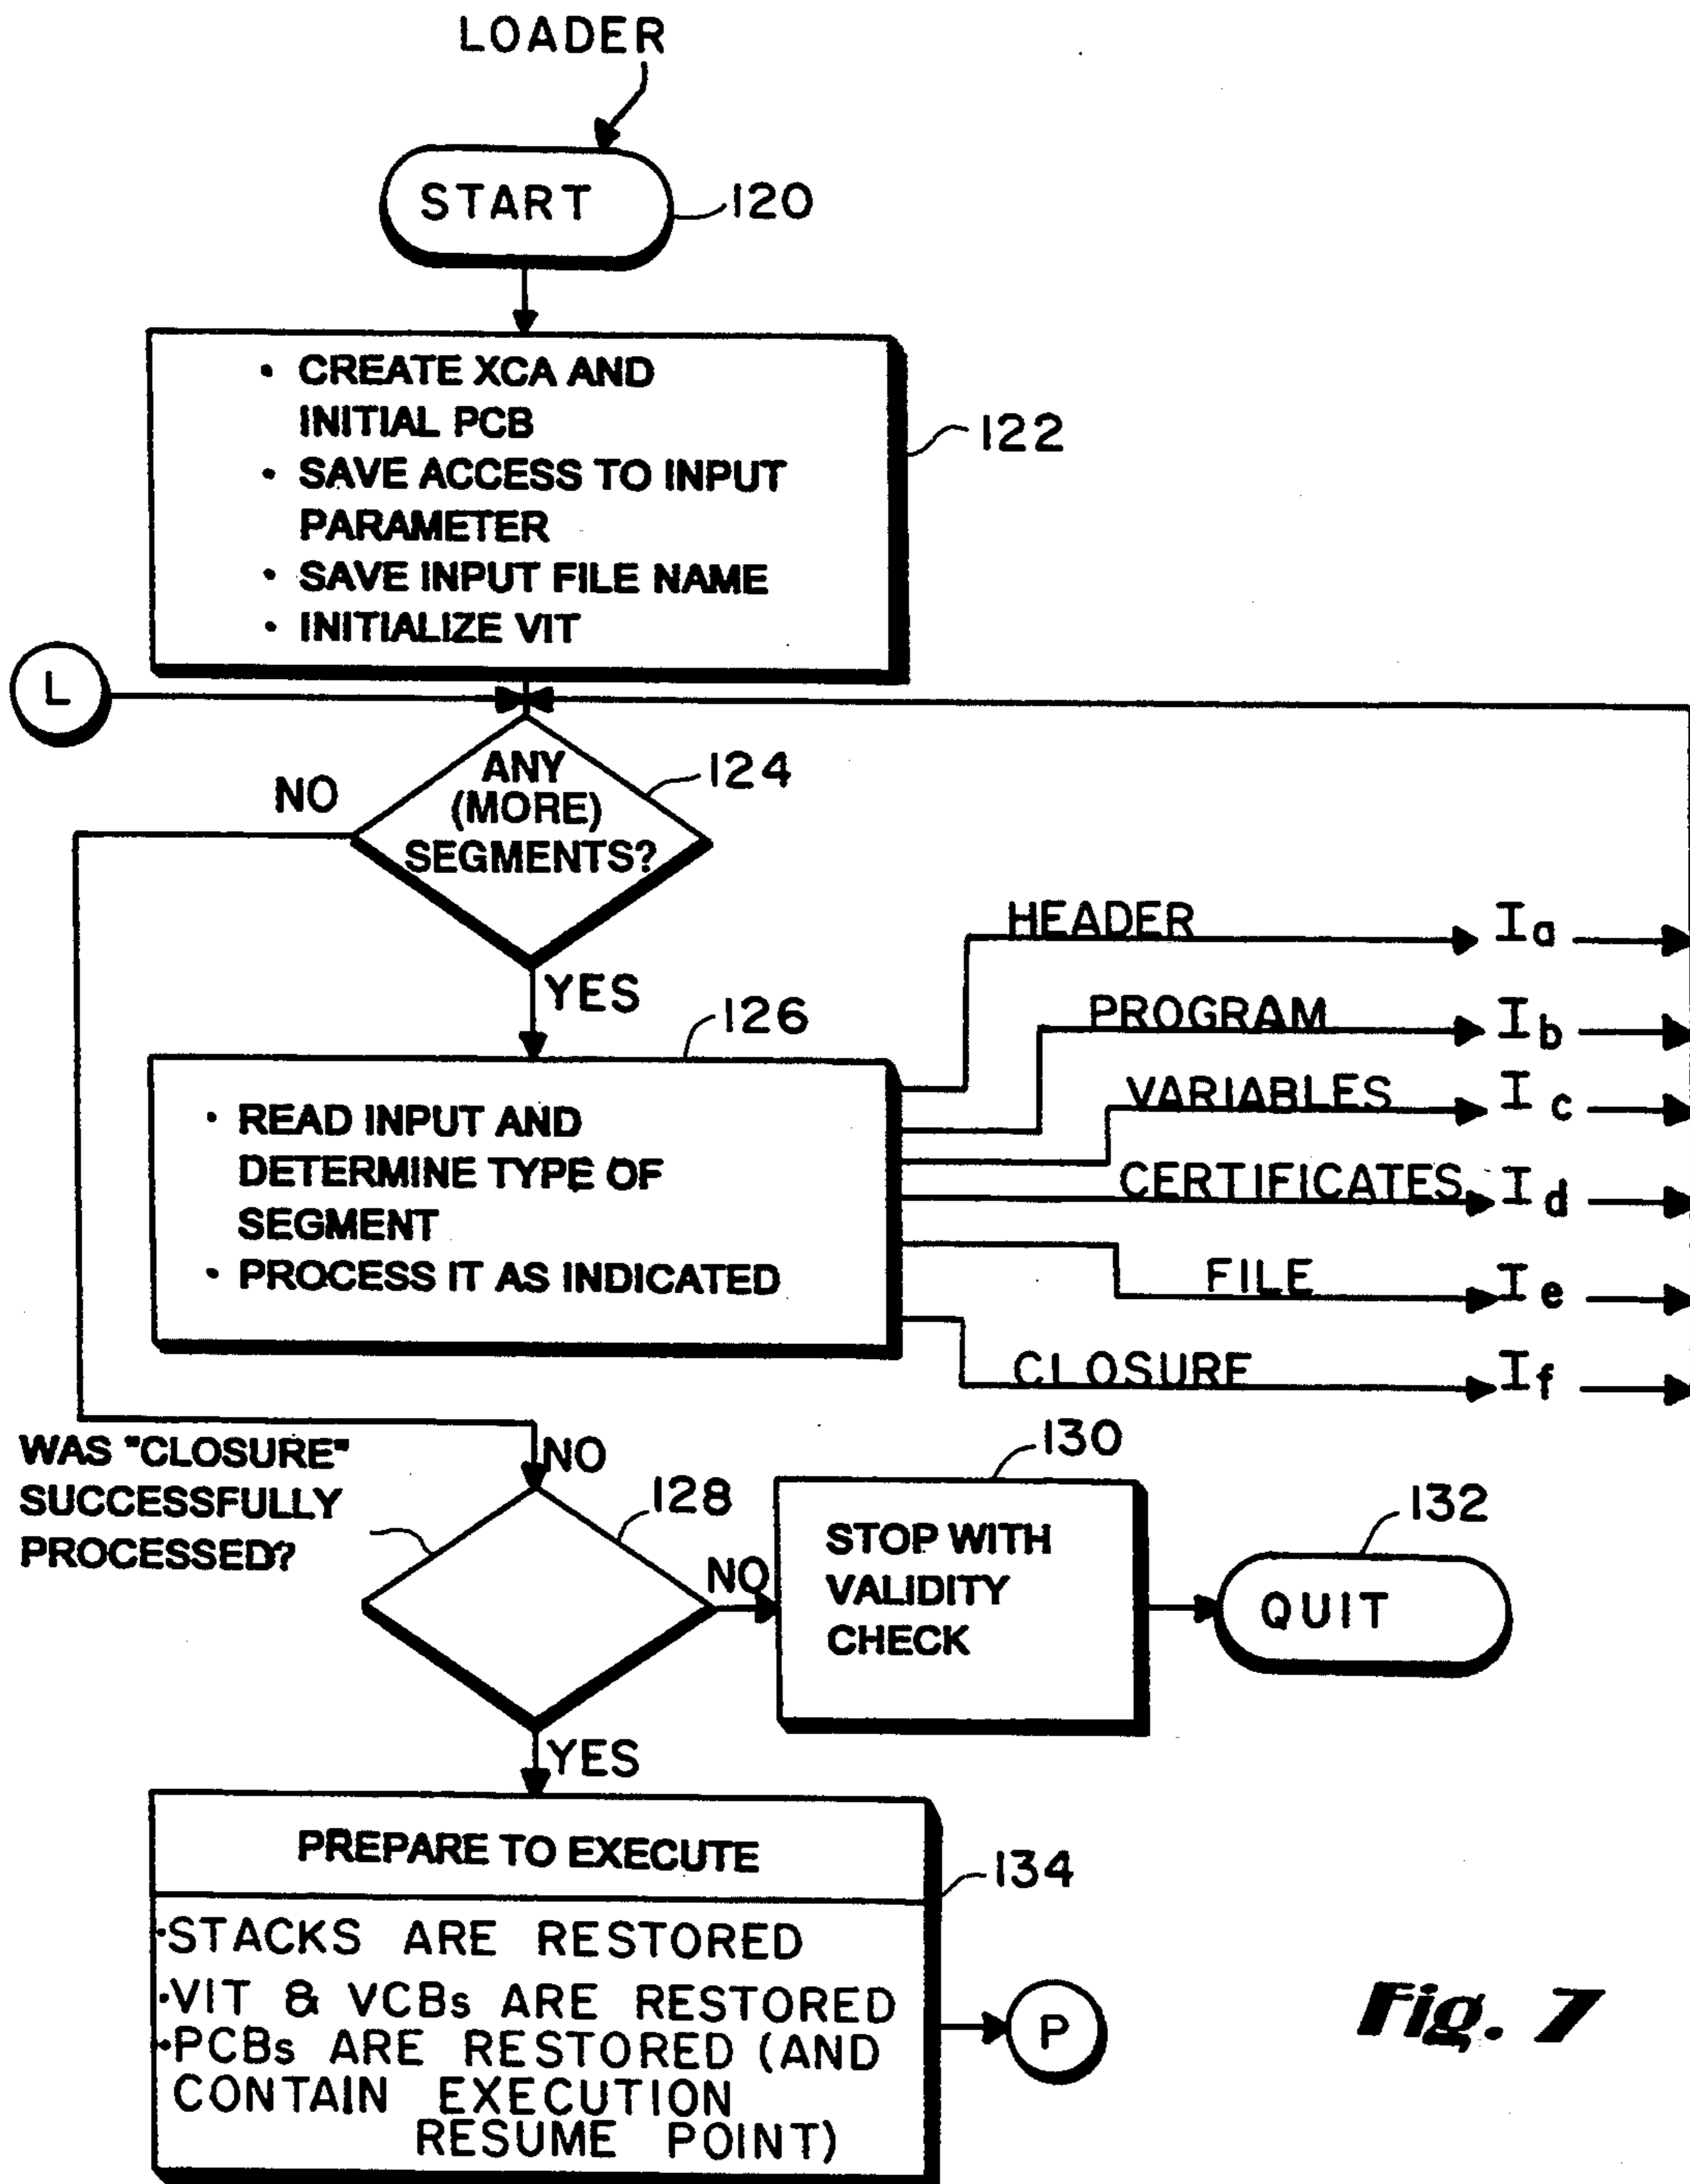 LOADER
START
120
• CREATE XCA AND
INITIAL PCB
• SAVE ACCESS TO INPUT
PARAMETER
• SAVE INPUT FILE NAME
• INITIALIZE VIT
122
L
ANY
(MORE)
SEGMENTS?
124
NO
YES
126
• READ INPUT AND
DETERMINE TYPE OF
SEGMENT
• PROCESS IT AS INDICATED
HEADER
Ia
PROGRAM
Ib
VARIABLES
Ic
CERTIFICATES
Id
FILE
Ie
CLOSURE
If
WAS "CLOSURE"
SUCCESSFULLY
PROCESSED?
NO
128
NO
130
STOP WITH
VALIDITY
CHECK
132
QUIT
YES
PREPARE TO EXECUTE
134
•STACKS ARE RESTORED
•VIT & VCBs ARE RESTORED
•PCBs ARE RESTORED (AND
CONTAIN EXECUTION
RESUME POINT)
P
Fig. 7